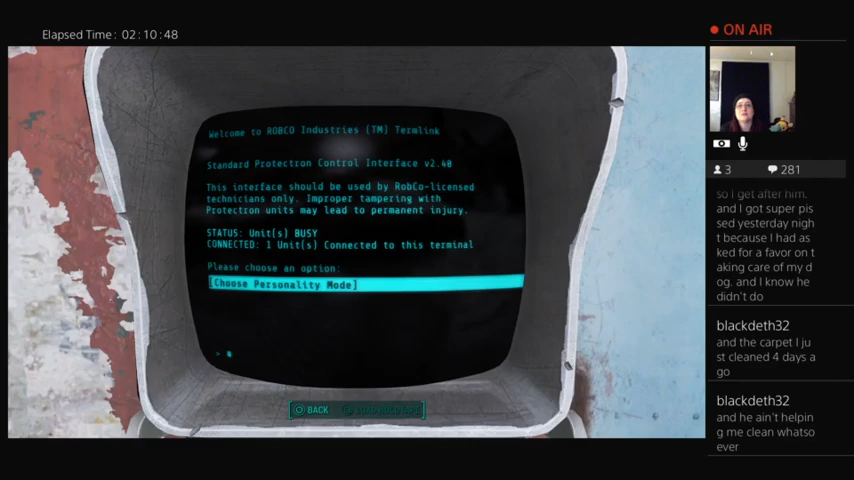 Elapsed Time: 02:10:48
ON AIR
Welcome to ROBCO Industries (TM) Termlink
Standard Protectron Control Interface v2.40
This interface should be used by RobCo-licensed
technicians only. Improper tampering with
Protectron units may lead to permanent injury.
STATUS: Unit(s) BUSY
CONNECTED: 1 Unit(s) Connected to this terminal
Please choose an option:
[Choose Personality Mode]
>
BACK
3
281
so I get after him.
and I got super pis
sed yesterday nigh
t because I had as
ked for a favor on t
aking care of my d
og. and I know he
didn't do
blackdeth32
and the carpet I ju
st cleaned 4 days a
go
blackdeth32
and he ain't helpin
g me clean whatso
ever